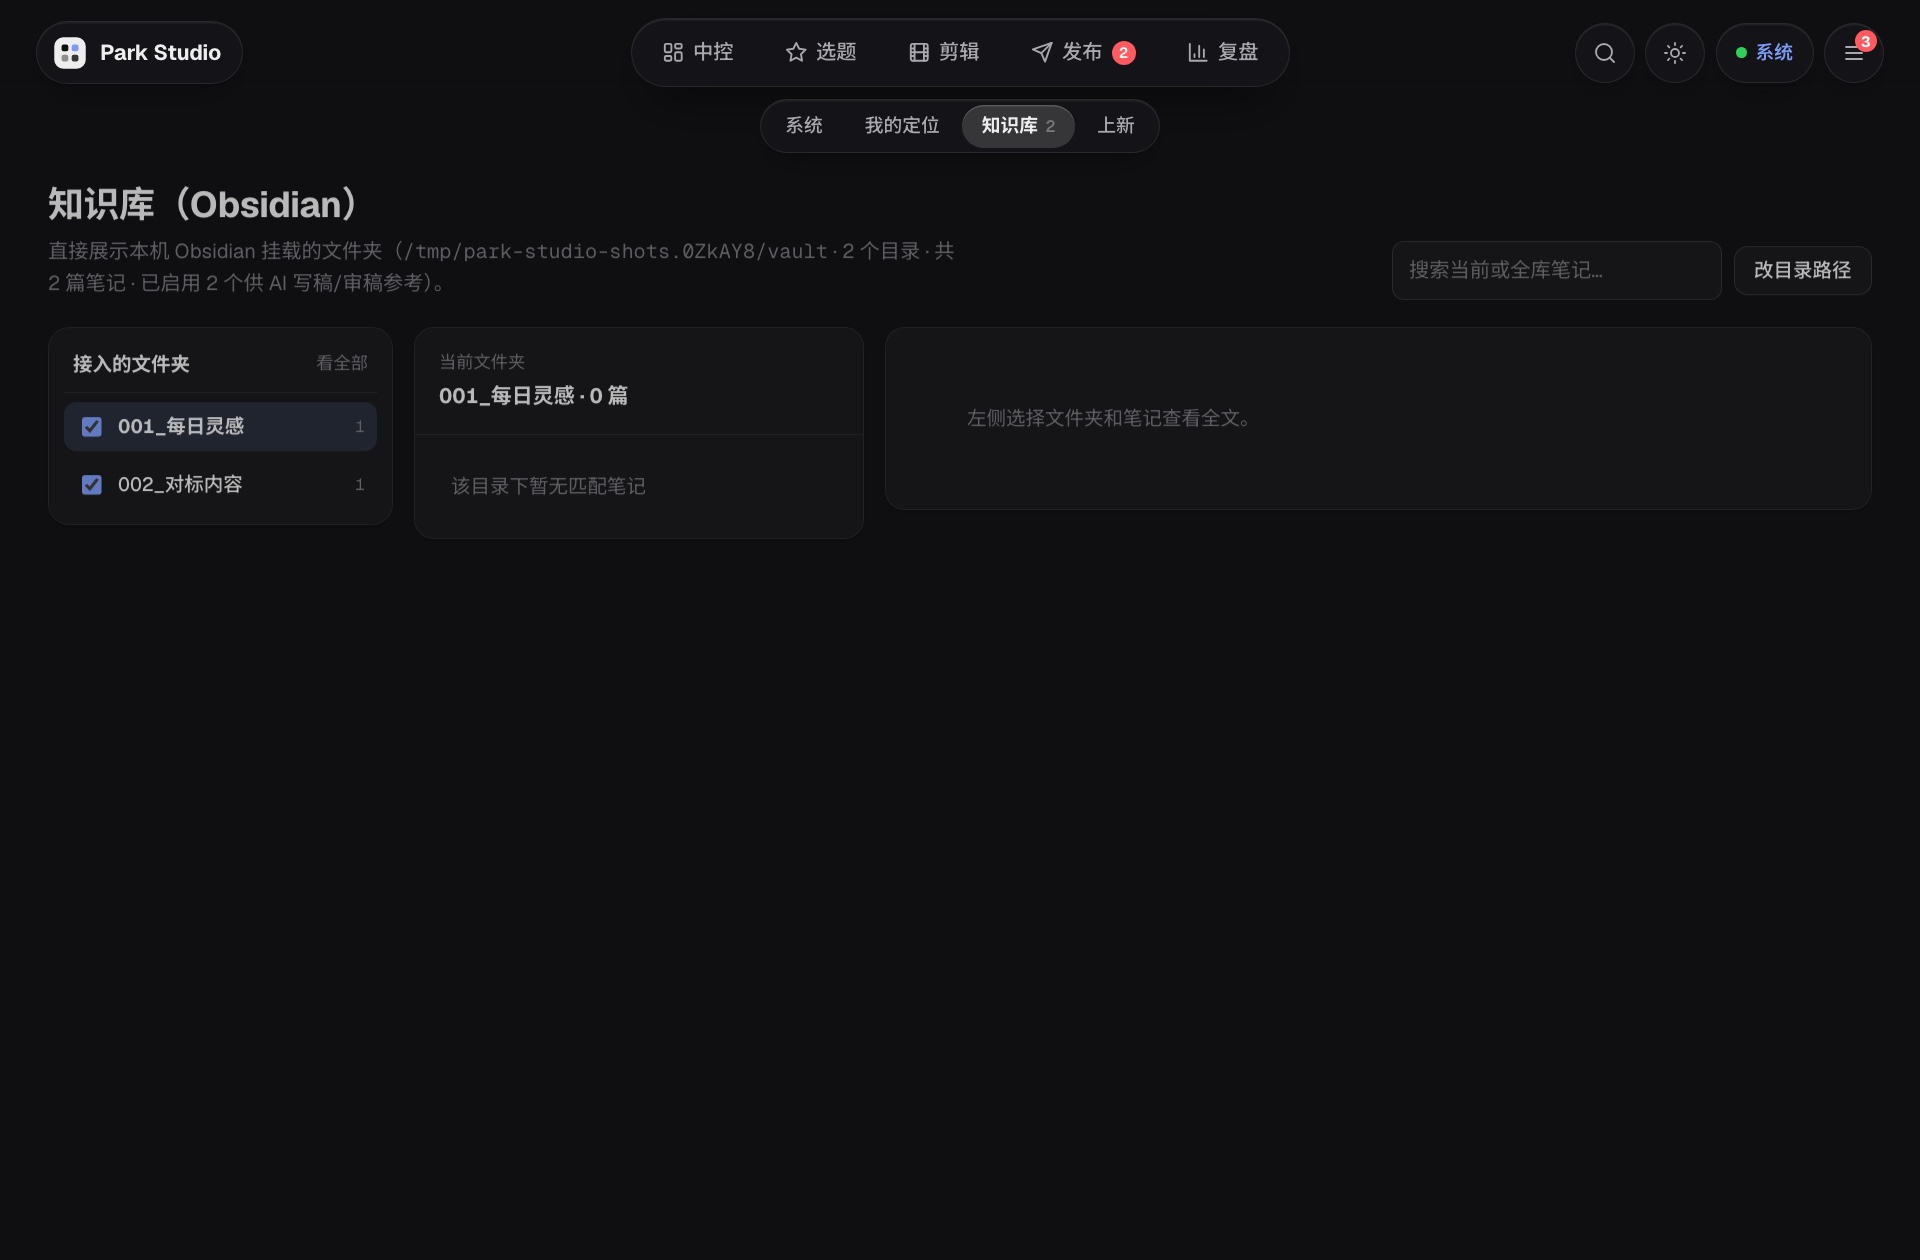 Park Studio
中控
选题
剪辑
发布 2
复盘
系统
3
系统
我的定位
知识库 2
上新
知识库（Obsidian）
直接展示本机 Obsidian 挂载的文件夹（/tmp/park-studio-shots.0ZkAY8/vault · 2 个目录 · 共
2 篇笔记 · 已启用 2 个供 AI 写稿/审稿参考）。
搜索当前或全库笔记...
改目录路径
接入的文件夹
看全部
001_每日灵感 1
002_对标内容 1
当前文件夹
001_每日灵感 · 0 篇
该目录下暂无匹配笔记
左侧选择文件夹和笔记查看全文。